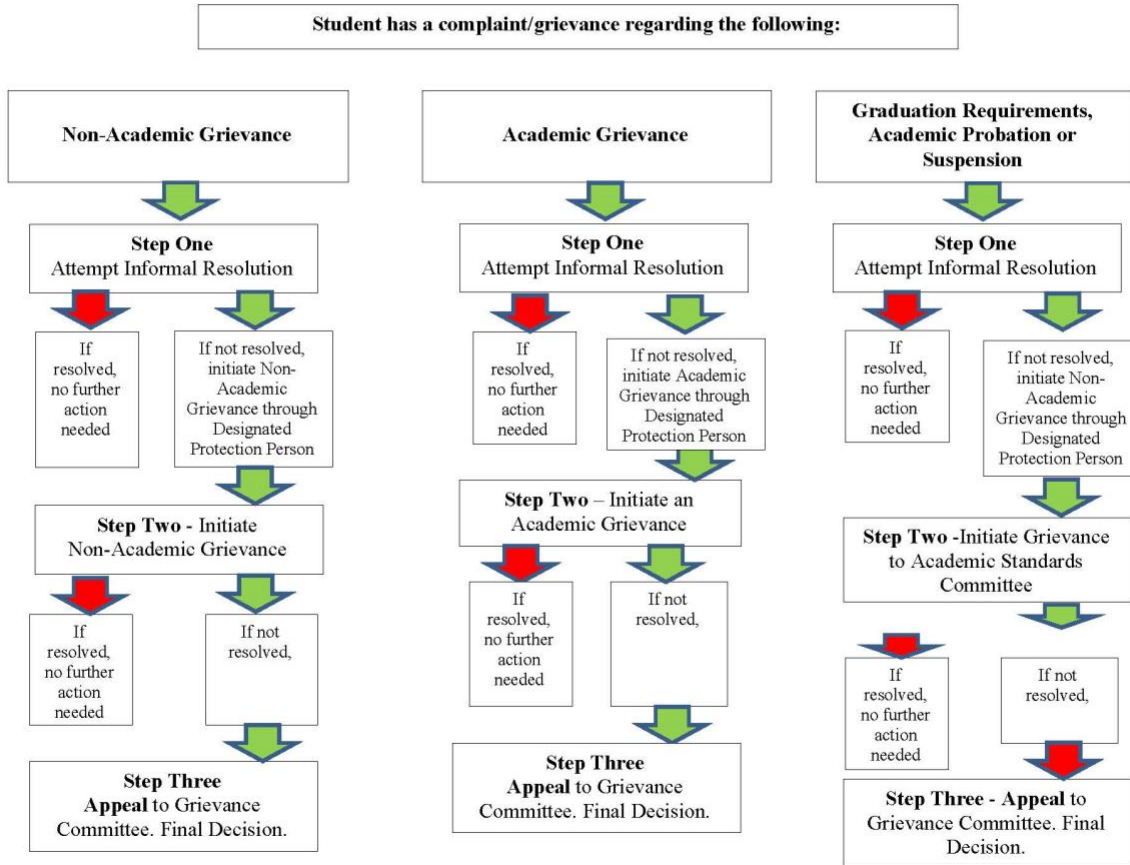 Student has a complaint/grievance regarding the following:
Non-Academic Grievance
Step One
Attempt Informal Resolution
If
resolved,
no further
action
needed
If not resolved,
initiate Non-
Academic
Grievance through
Designated
Protection Person
Step Two - Initiate
Non-Academic Grievance
If
resolved,
no further
action
needed
If not
resolved,
Step Three
Appeal to Grievance
Committee. Final Decision.
Academic Grievance
Step One
Attempt Informal Resolution
If
resolved,
no further
action
needed
If not resolved,
initiate Academic
Grievance through
Designated
Protection Person
Step Two – Initiate an
Academic Grievance
If
resolved,
no further
action
needed
If not
resolved,
Step Three
Appeal to Grievance
Committee. Final Decision.
Graduation Requirements,
Academic Probation or
Suspension
Step One
Attempt Informal Resolution
If
resolved,
no further
action
needed
If not resolved,
initiate Non-
Academic
Grievance through
Designated
Protection Person
Step Two -Initiate Grievance
to Academic Standards
Committee
If
resolved,
no further
action
needed
If not
resolved,
Step Three - Appeal to
Grievance Committee. Final
Decision.